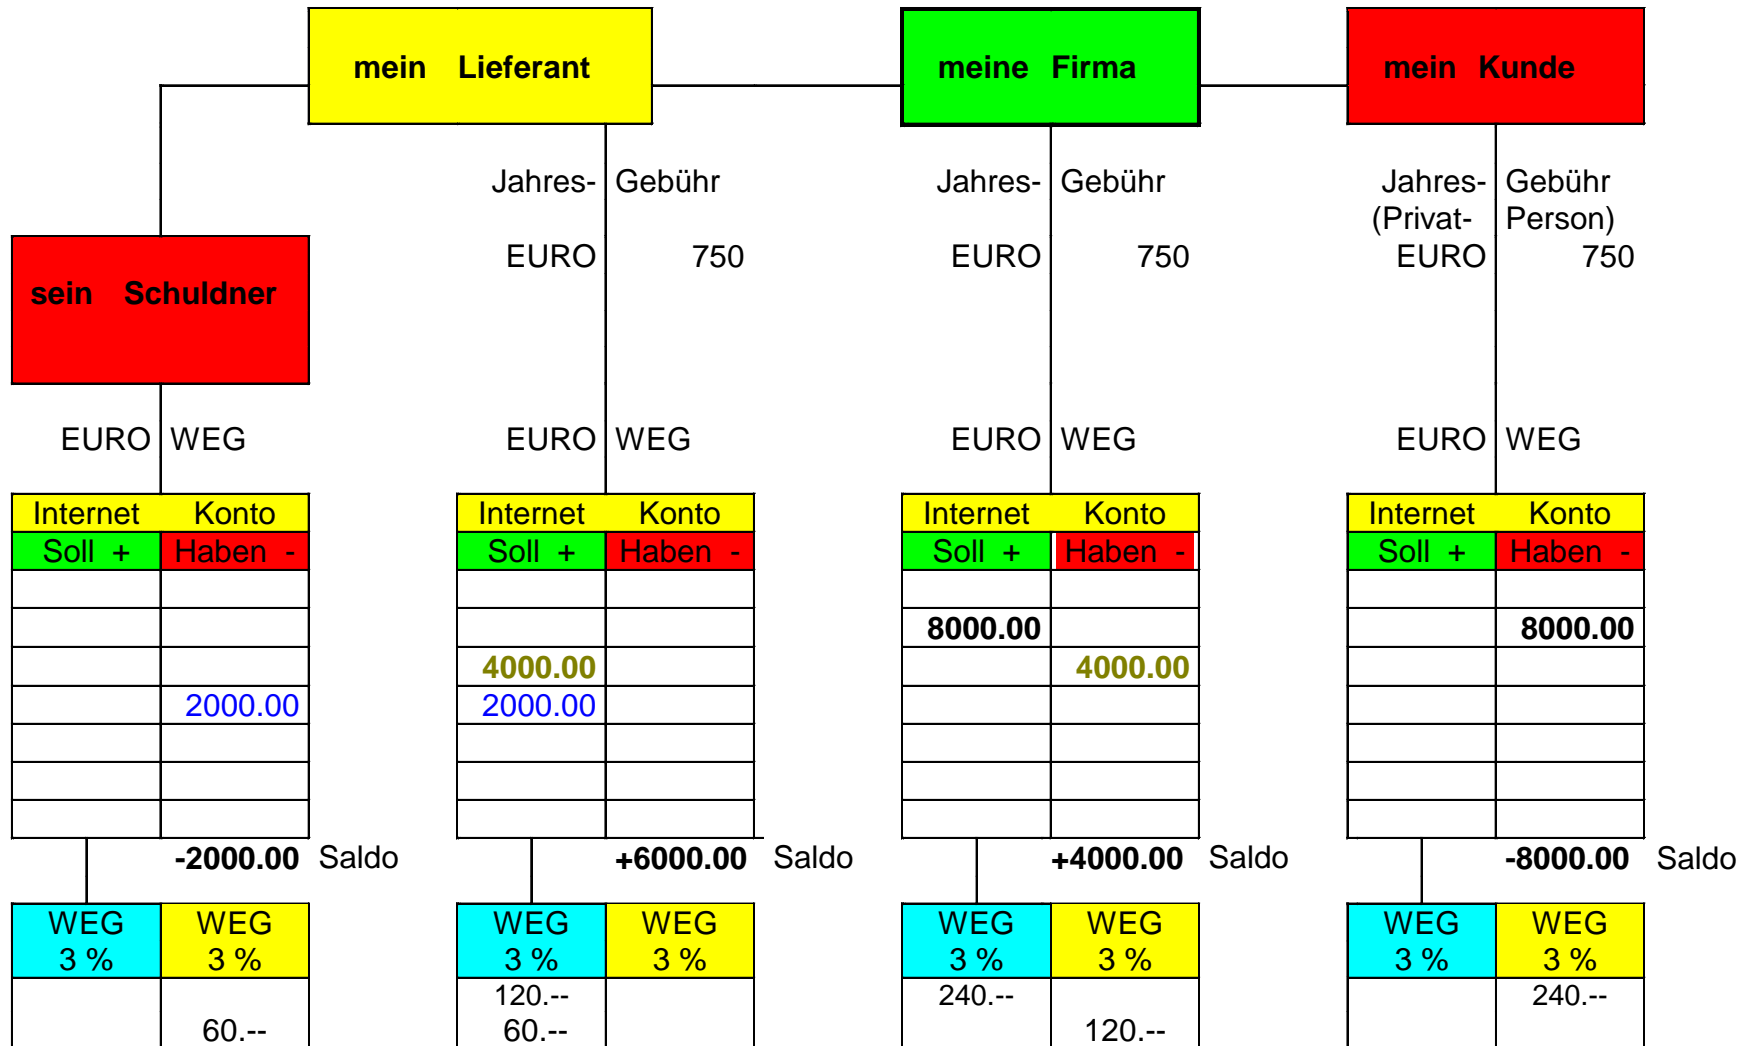 mein Lieferant meine Firma mein Kunde
Jahres- Gebühr Jahres- Gebühr Jahres- Gebühr
(Privat- Person)
EURO 750 EURO 750 EURO 750
sein Schuldner
EURO WEG EURO WEG EURO WEG EURO WEG
Internet Konto Internet Konto Internet Konto Internet Konto
Soll + Haben - Soll + Haben - Soll + Haben - Soll + Haben -
8000.00 8000.00
4000.00 4000.00
2000.00 2000.00
-2000.00 Saldo +6000.00 Saldo +4000.00 Saldo -8000.00 Saldo
WEG WEG WEG WEG WEG WEG WEG WEG
3 % 3 % 3 % 3 % 3 % 3 % 3 % 3 %
120.-- 240.-- 240.--
60.-- 60.-- 120.--